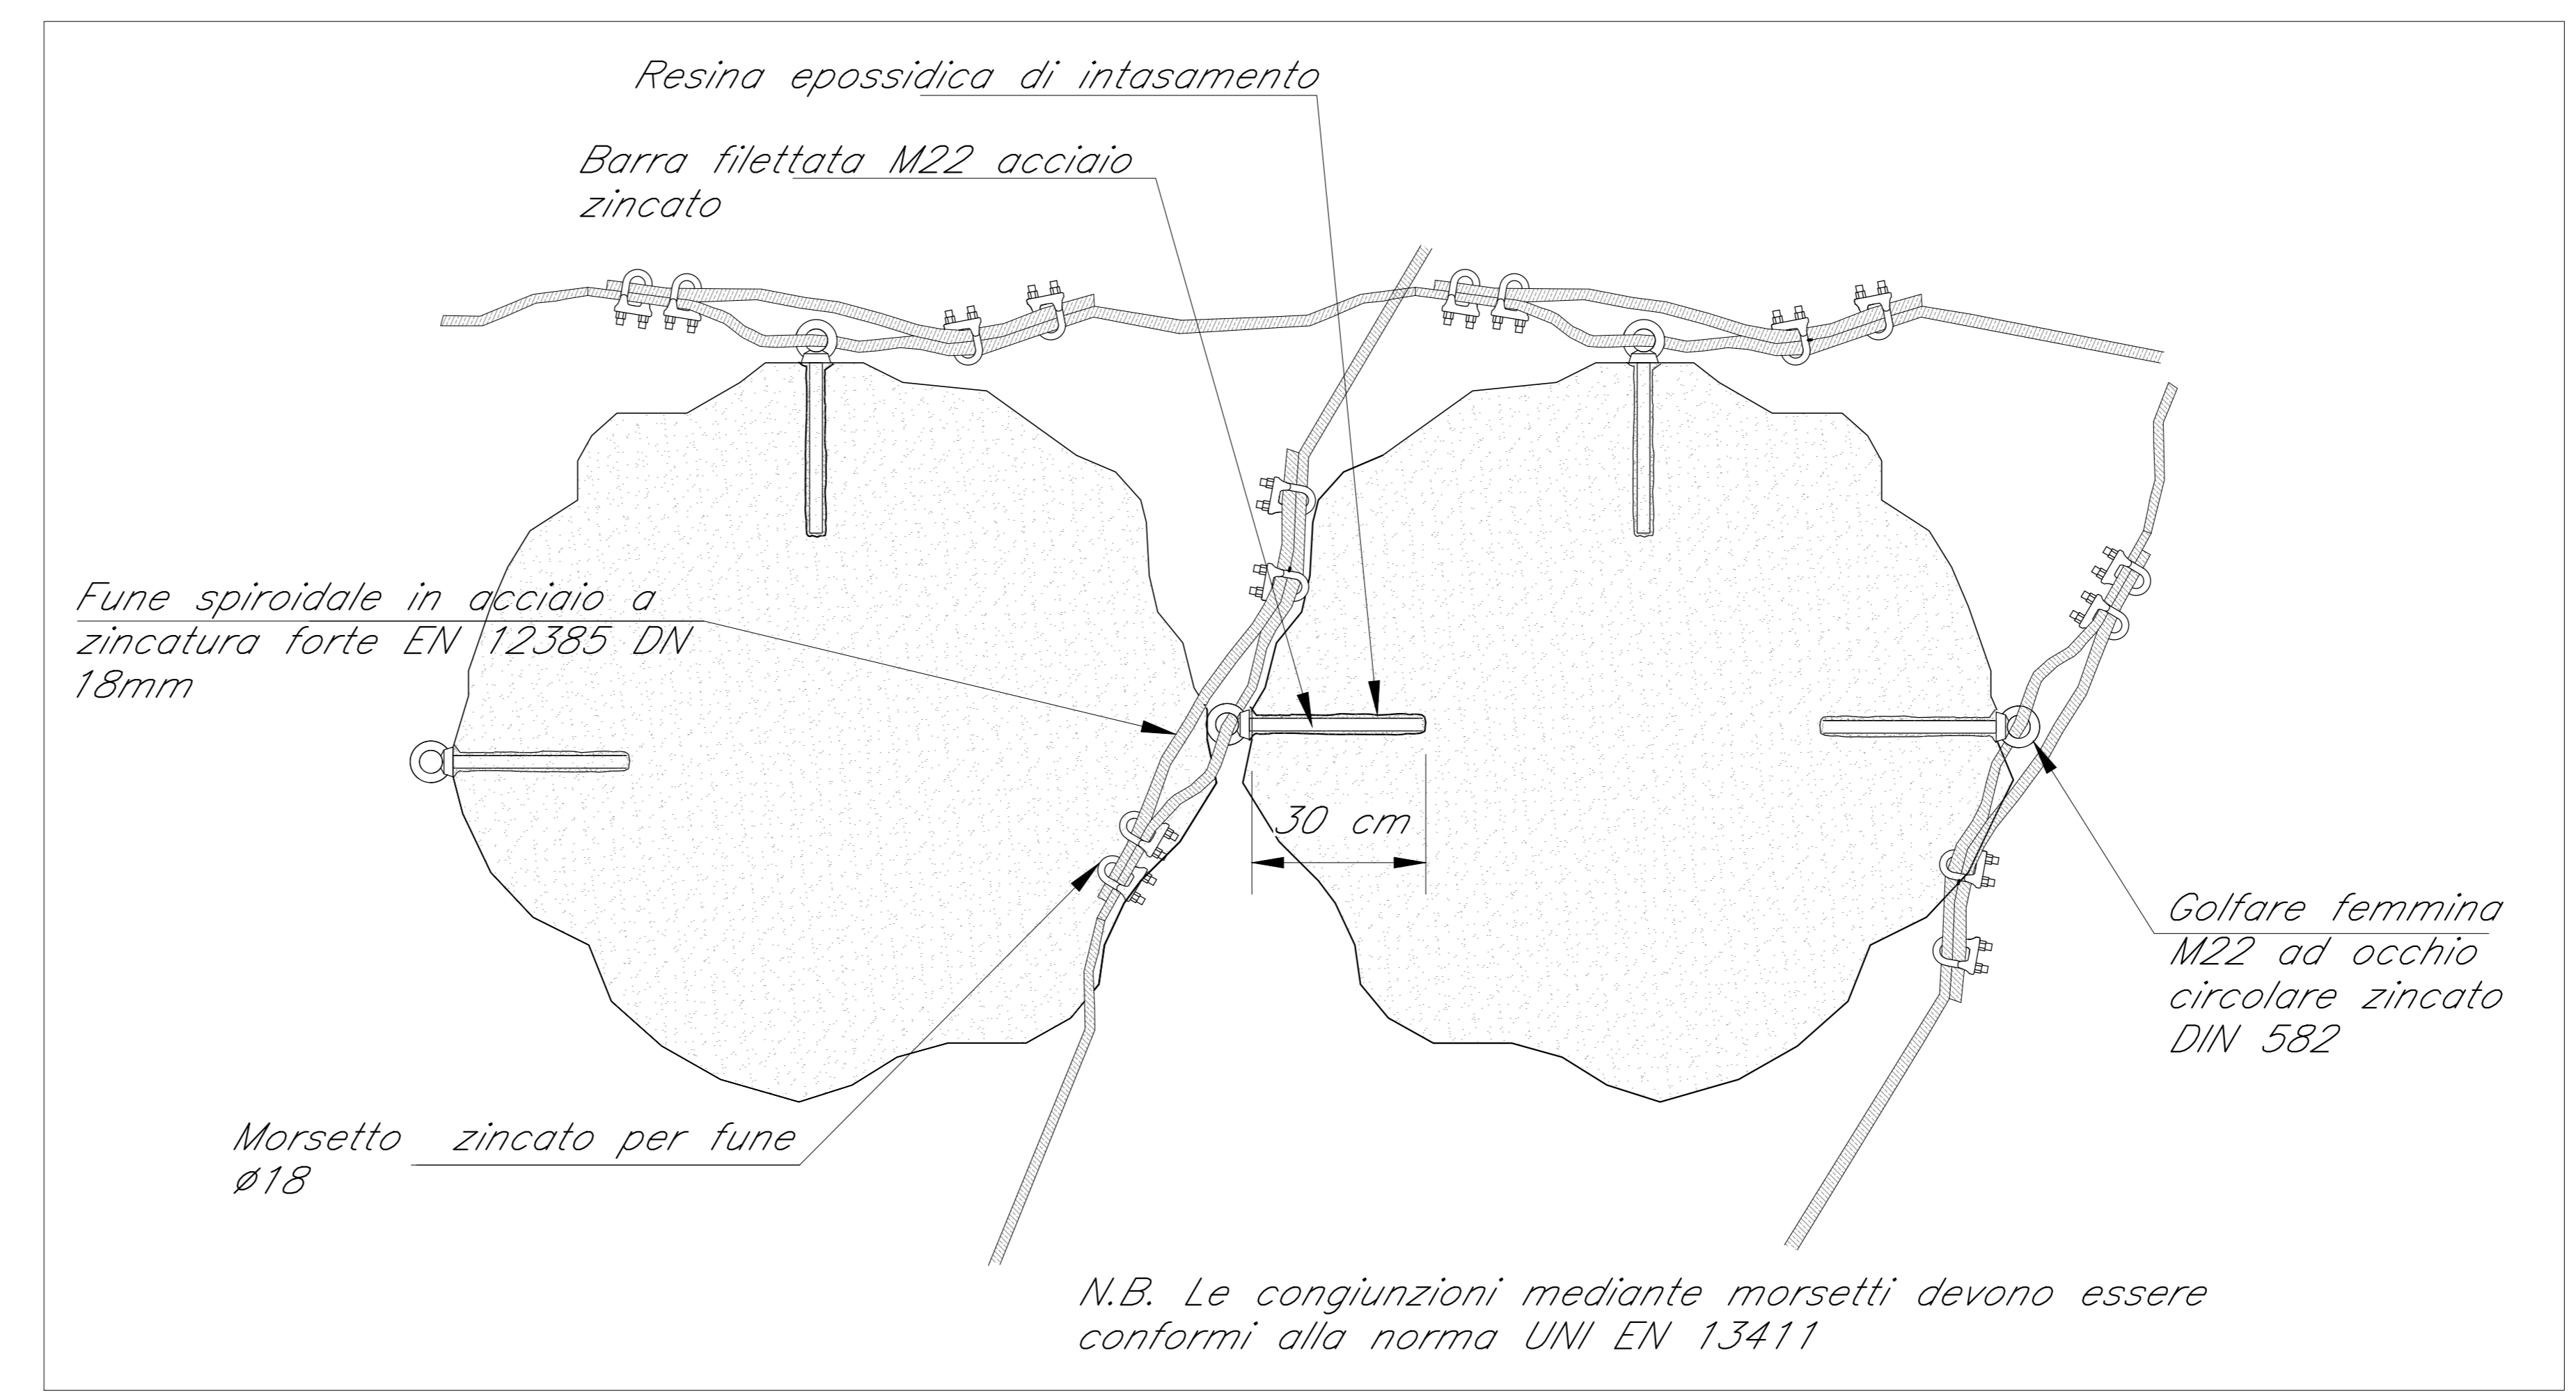 Resina epossidica di intasamento
Barra filettata M22 acciaio
zincato
Fune spiroidale in acciaio a
zincatura forte EN 12385 DN
18mm
30 cm
Golfare femmina
M22 ad occhio
circolare zincato
DIN 582
Morsetto zincato per fune
ø18
N.B. Le congiunzioni mediante morsetti devono essere
conformi alla norma UNI EN 13411